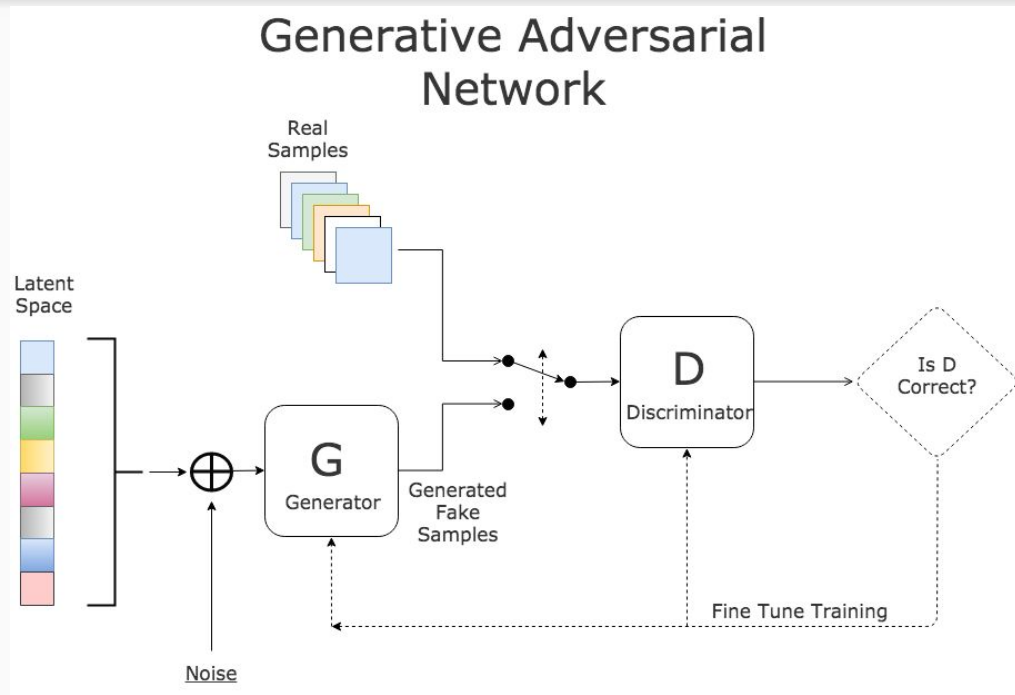 Generative Adversarial
Network
Real
Samples
Latent
Space
Is D
Correct?
D
Discriminator
G
Generator
Generated
Fake
Samples
Fine Tune Training
Noise